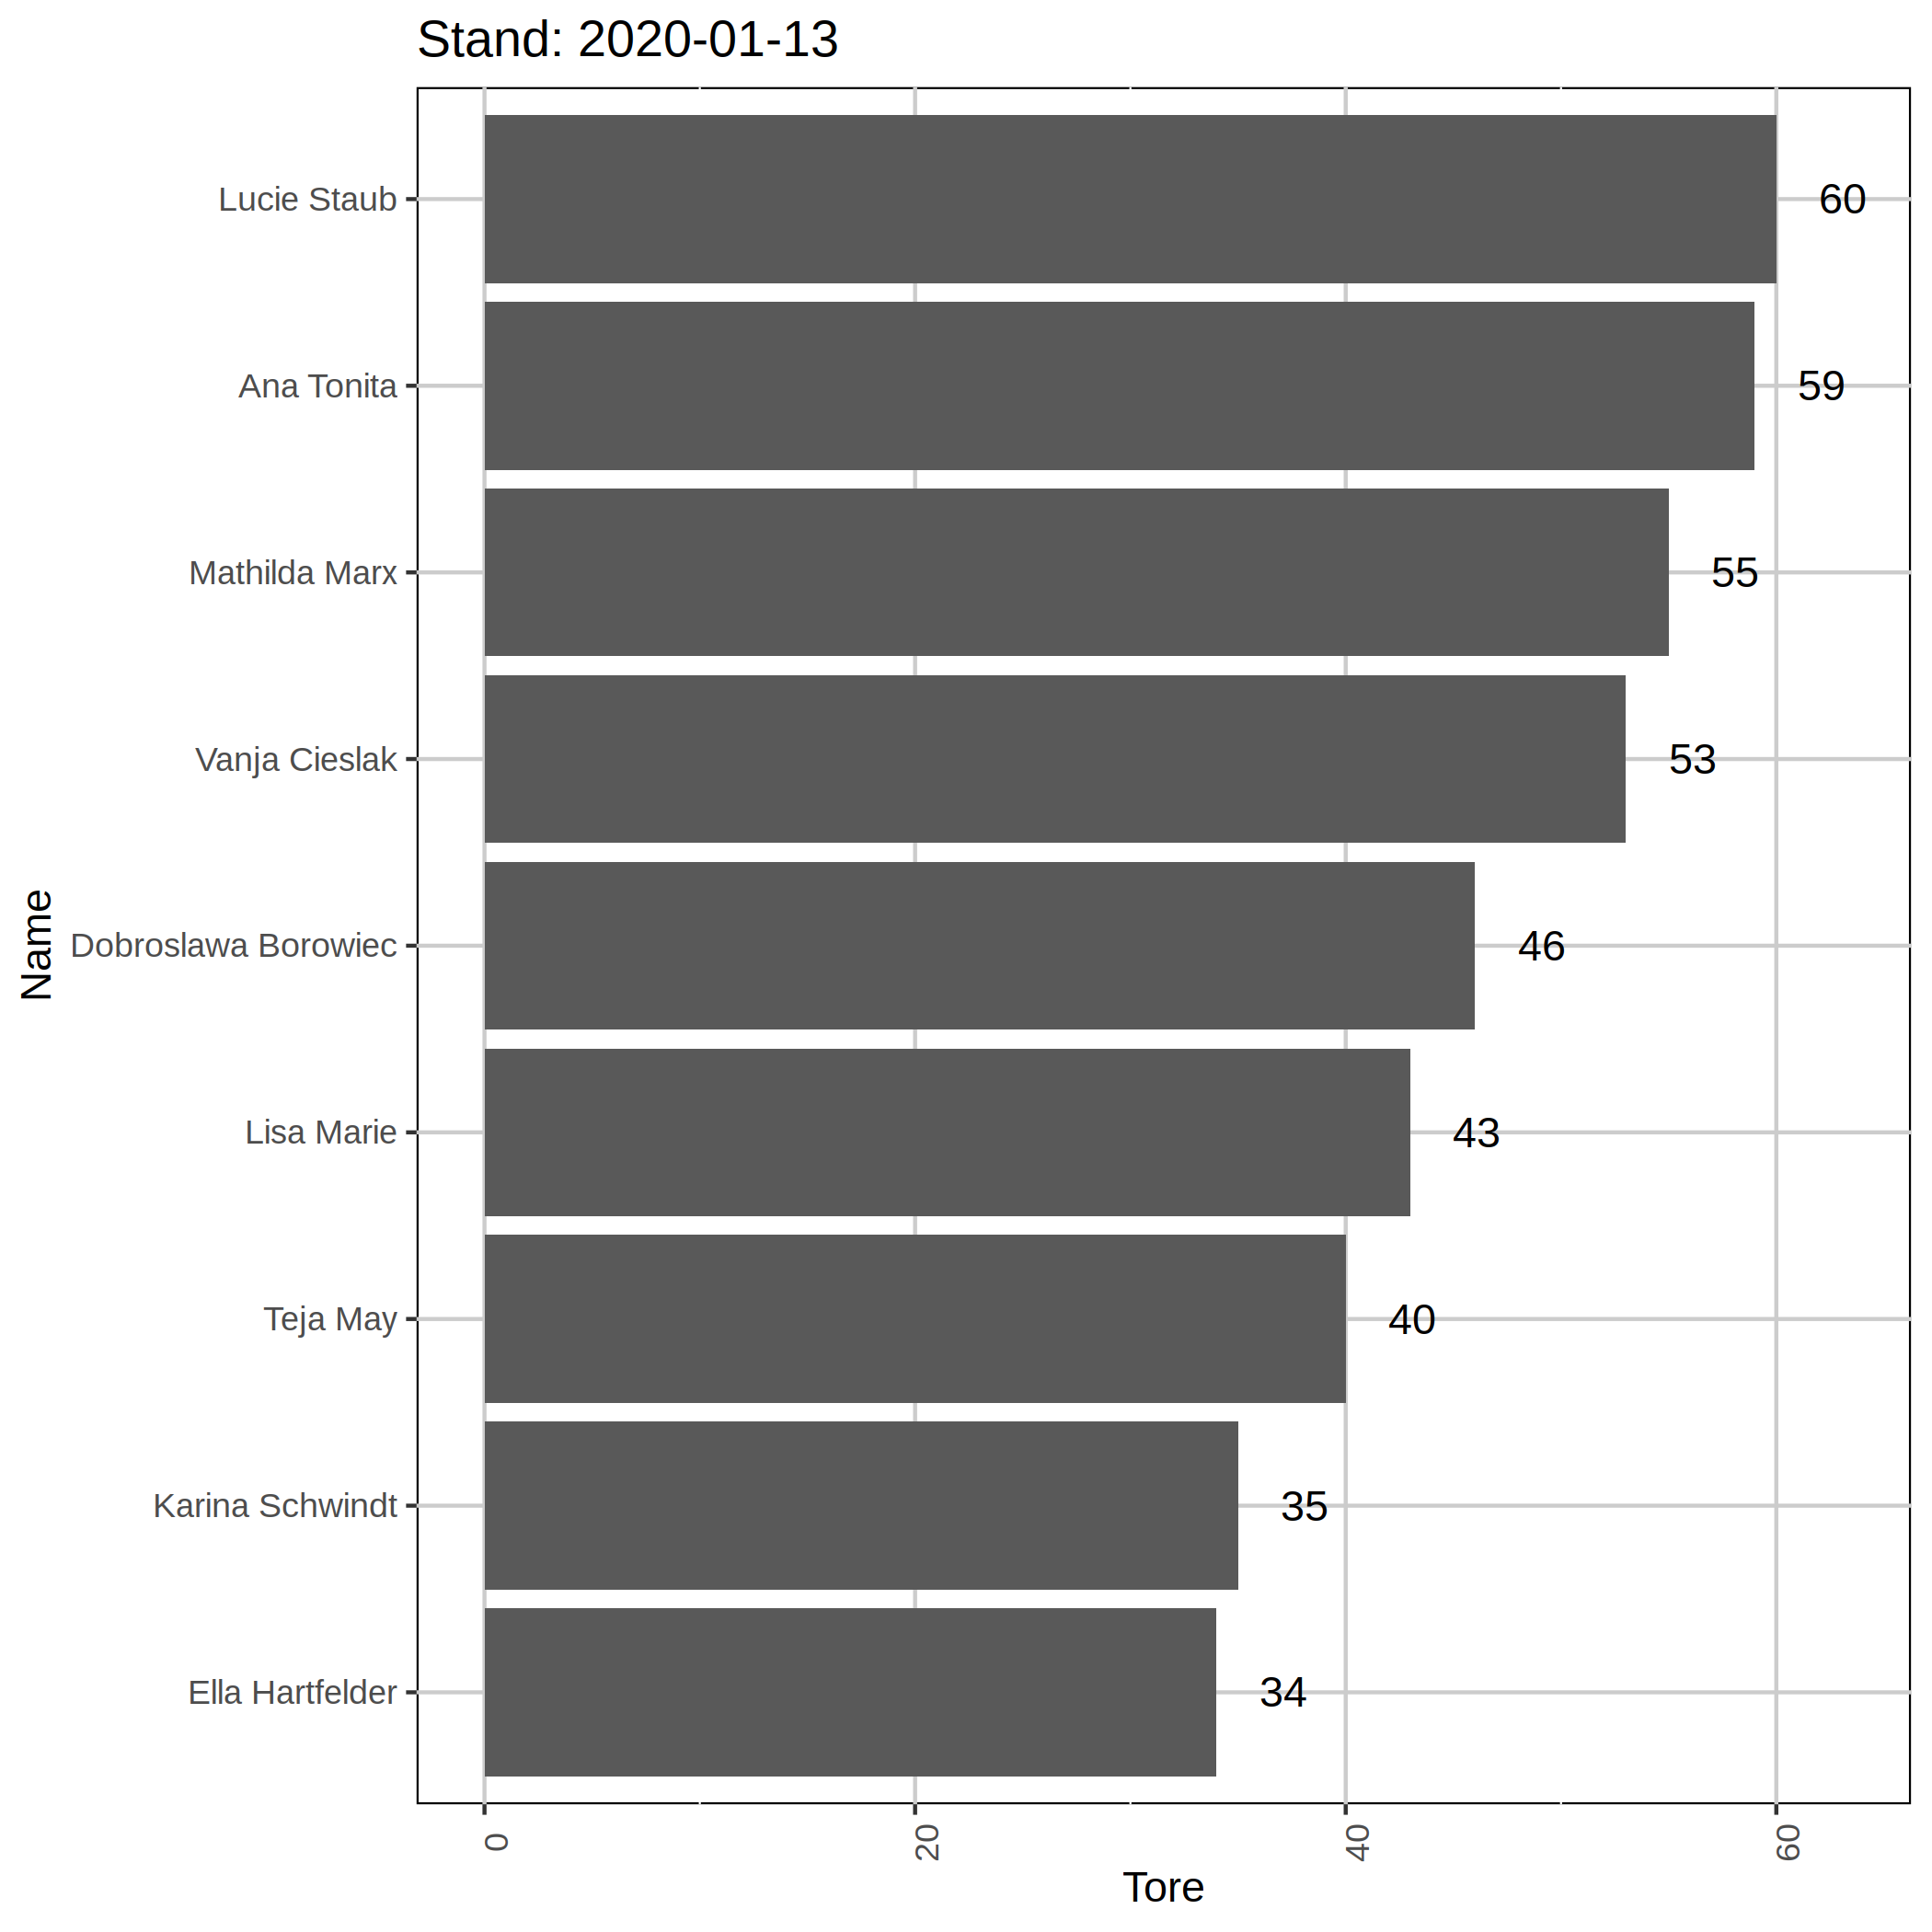 Stand: 2020-01-13
Name
Lucie Staub 60
Ana Tonita 59
Mathilda Marx 55
Vanja Cieslak 53
Dobroslawa Borowiec 46
Lisa Marie 43
Teja May 40
Karina Schwindt 35
Ella Hartfelder 34
0 20 40 60
Tore